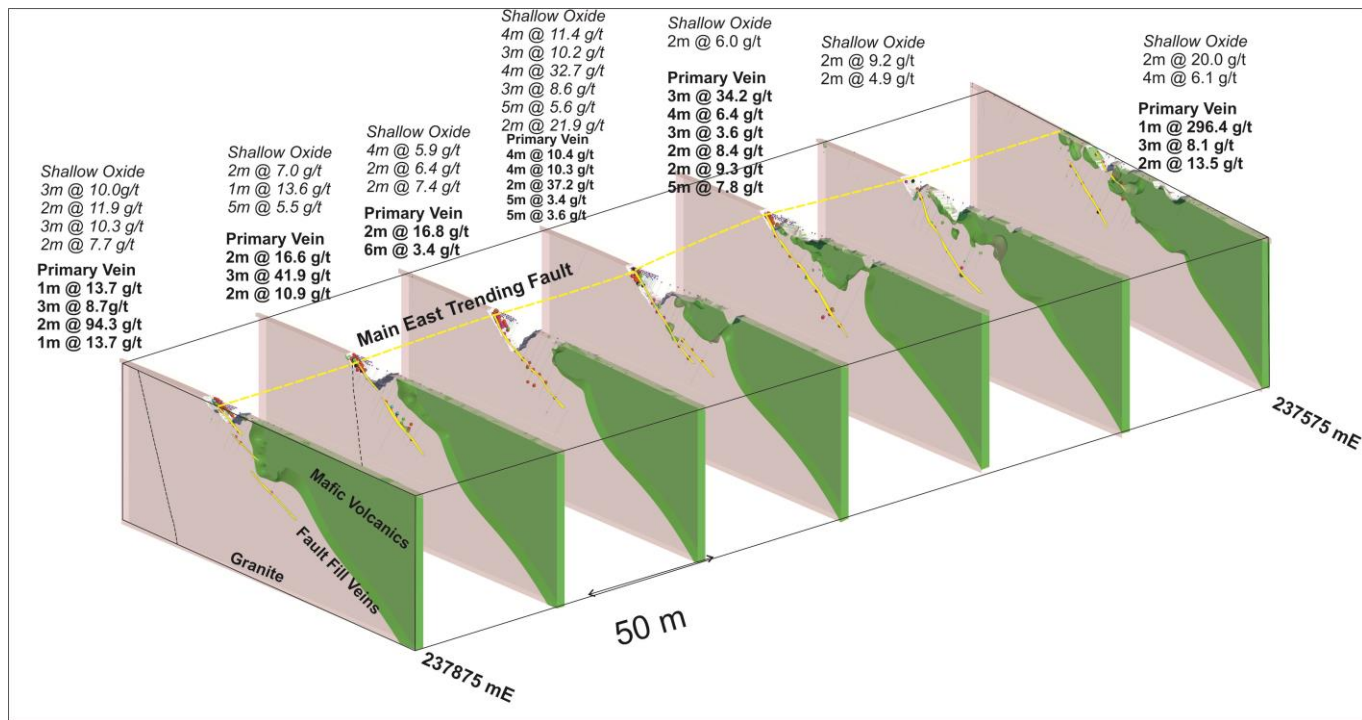 Shallow Oxide
3m @ 10.0g/t
2m @ 11.9 g/t
3m @ 10.3 g/t
2m @ 7.7 g/t
Primary Vein
1m @ 13.7 g/t
3m @ 8.7g/t
2m @ 94.3 g/t
1m @ 13.7 g/t
Shallow Oxide
2m @ 7.0 g/t
1m @ 13.6 g/t
5m @ 5.5 g/t
Primary Vein
2m @ 16.6 g/t
3m @ 41.9 g/t
2m @ 10.9 g/t
Shallow Oxide
4m @ 5.9 g/t
2m @ 6.4 g/t
2m @ 7.4 g/t
Primary Vein
2m @ 16.8 g/t
6m @ 3.4 g/t
Shallow Oxide
4m @ 11.4 g/t
3m @ 10.2 g/t
4m @ 32.7 g/t
3m @ 8.6 g/t
5m @ 5.6 g/t
2m @ 21.9 g/t
Primary Vein
4m @ 10.4 g/t
4m @ 10.3 g/t
2m @ 37.2 g/t
5m @ 3.4 g/t
5m @ 3.6 g/t
Shallow Oxide
2m @ 6.0 g/t
Primary Vein
3m @ 34.2 g/t
4m @ 6.4 g/t
3m @ 3.6 g/t
2m @ 8.4 g/t
2m @ 9.3 g/t
5m @ 7.8 g/t
Shallow Oxide
2m @ 9.2 g/t
2m @ 4.9 g/t
Shallow Oxide
2m @ 20.0 g/t
4m @ 6.1 g/t
Primary Vein
1m @ 296.4 g/t
3m @ 8.1 g/t
2m @ 13.5 g/t
Main East Trending Fault
Mafic Volcanics
Fault Fill Veins
Granite
50 m
237875 mE
237575 mE